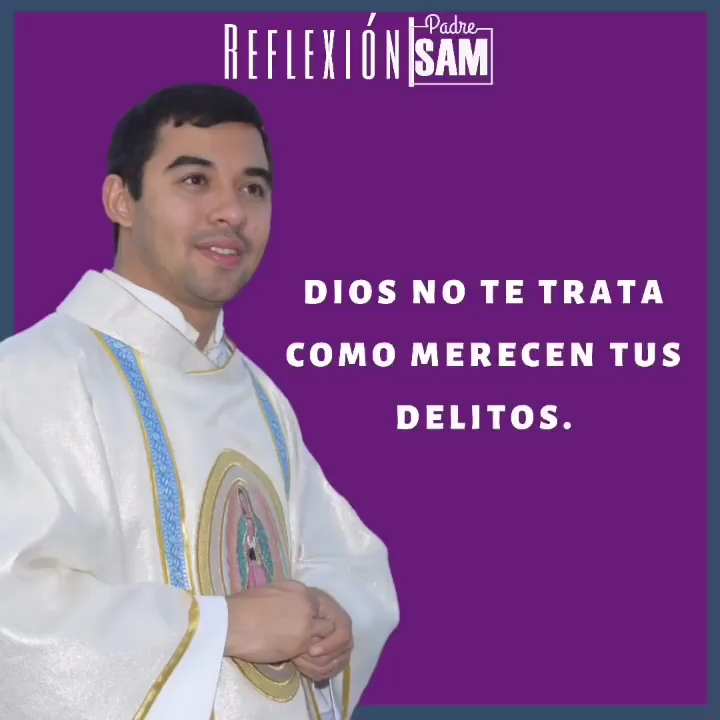 REFLEXIÓN Padre SAM
DIOS NO TE TRATA
COMO MERECEN TUS
DELITOS.